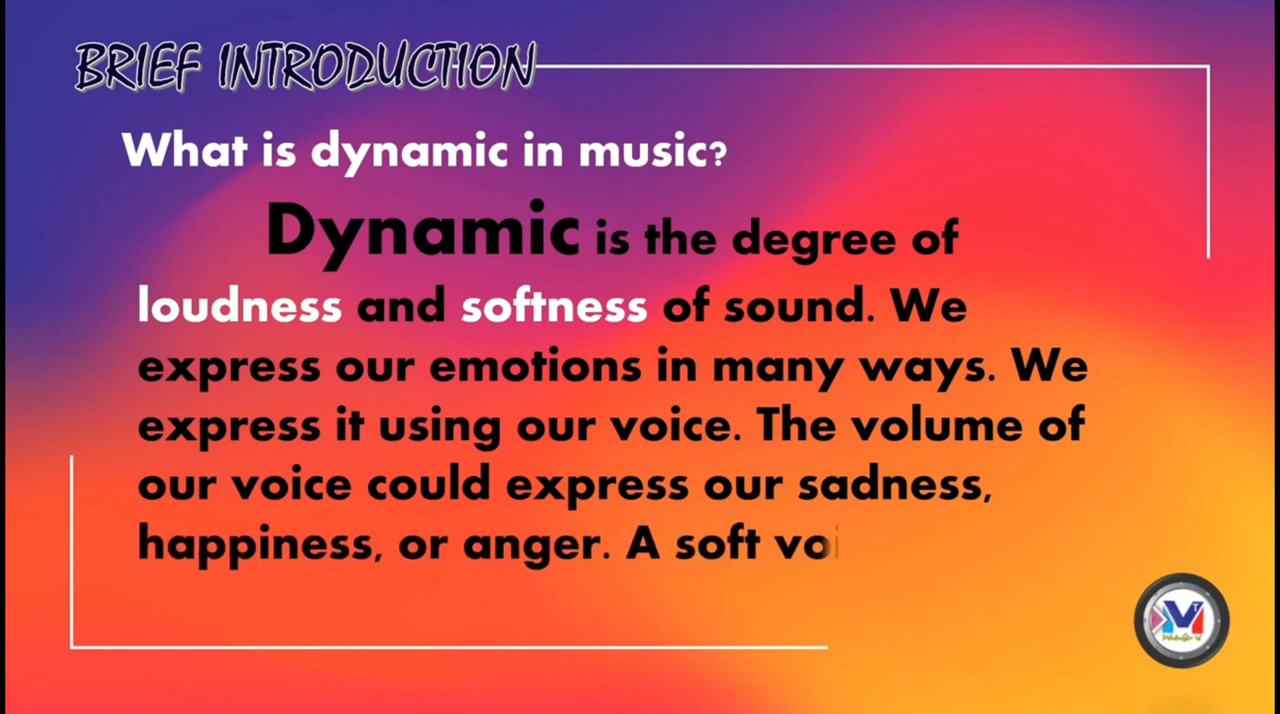 BRIEF INTRODUCTION
What is dynamic in music?
Dynamic is the degree of
loudness and softness of sound. We
express our emotions in many ways. We
express it using our voice. The volume of
our voice could express our sadness,
happiness, or anger. A soft